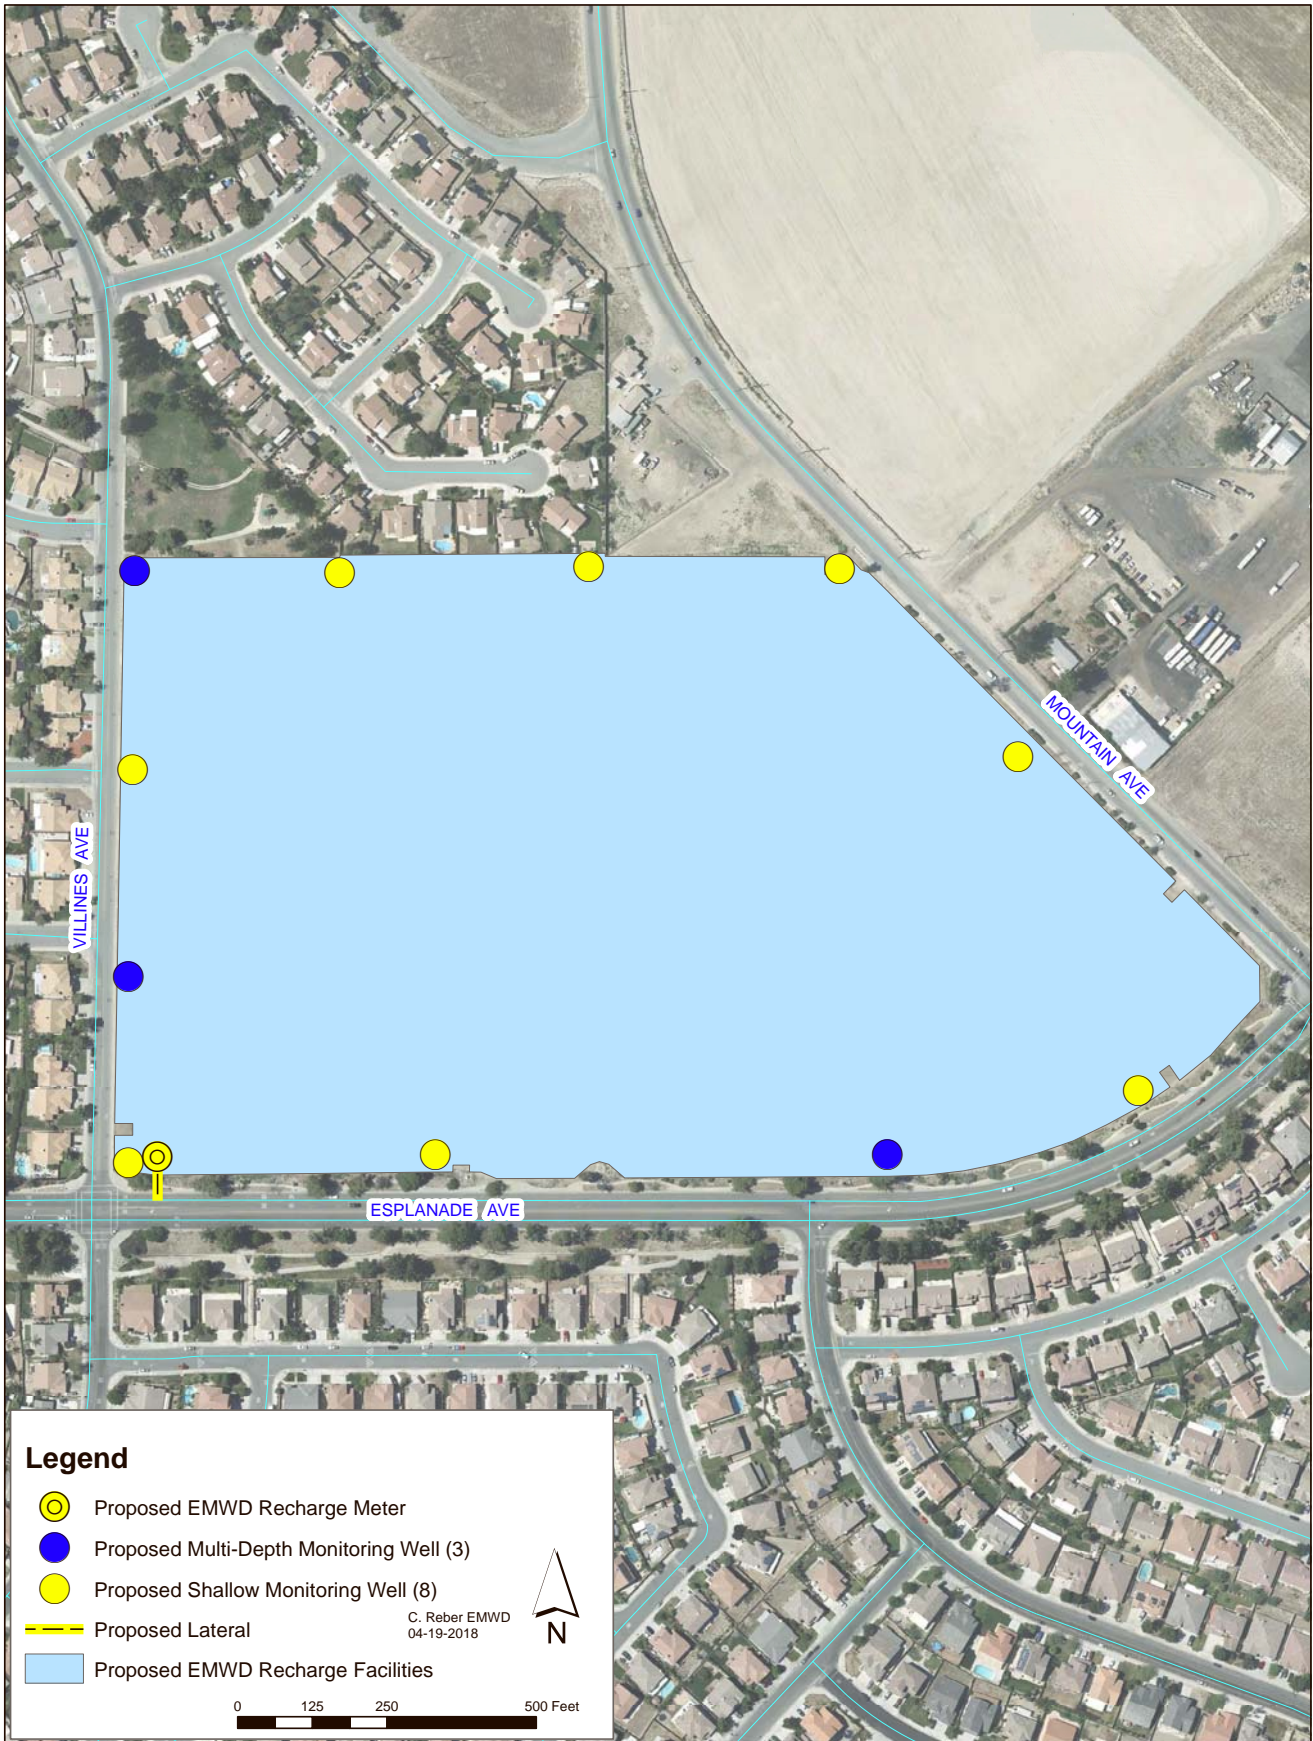 MOUNTAIN AVE
VILLINES AVE
ESPLANADE AVE
Legend
Proposed EMWD Recharge Meter
Proposed Multi-Depth Monitoring Well (3)
Proposed Shallow Monitoring Well (8)
Proposed Lateral
C. Reber EMWD
04-19-2018
N
Proposed EMWD Recharge Facilities
0 125 250 500 Feet